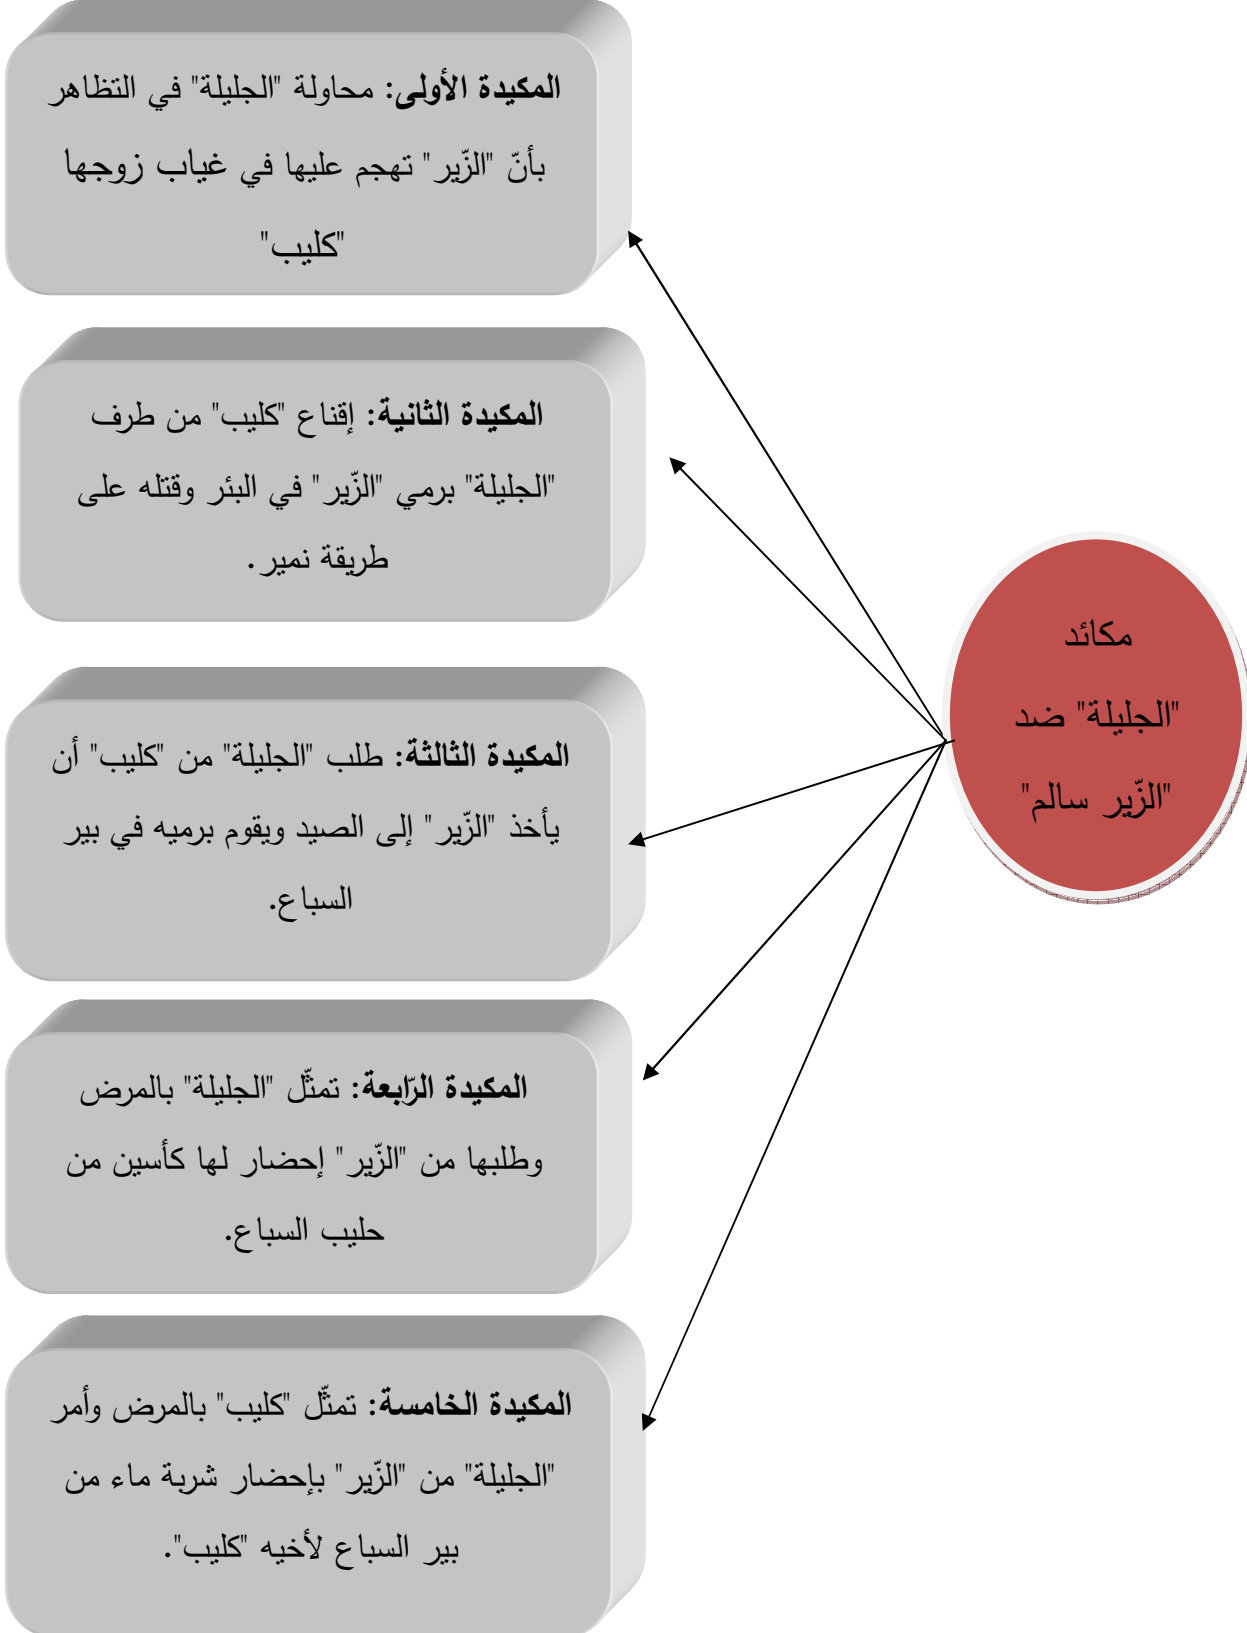 المكيدة الأولى: محاولة "الجليلة" في التظاهر
بأنّ "الزّير" تهجم عليها في غياب زوجها
"كليب"
المكيدة الثانية: إقناع "كليب" من طرف
"الجليلة" برمي "الزّير" في البئر وقتله على
طريقة نمير.
مكائد
"الجليلة" ضد
"الزّير سالم"
المكيدة الثالثة: طلب "الجليلة" من "كليب" أن
يأخذ "الزّير" إلى الصيد ويقوم برميه في بير
السباع.
المكيدة الرّابعة: تمثّل "الجليلة" بالمرض
وطلبها من "الزّير" إحضار لها كأسين من
حليب السباع.
المكيدة الخامسة: تمثّل "كليب" بالمرض وأمر
"الجليلة" من "الزّير" بإحضار شربة ماء من
بير السباع لأخيه "كليب".